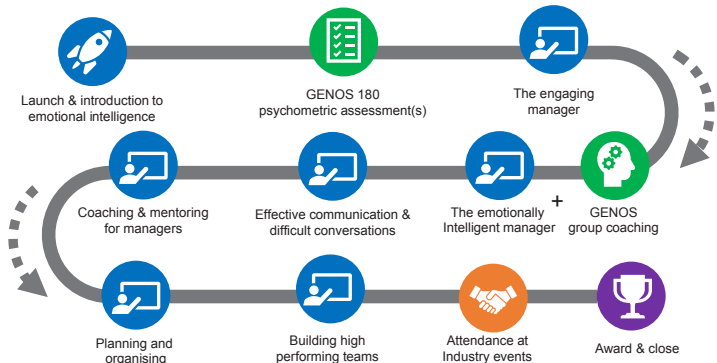 Launch & introduction to
emotional intelligence
GENOS 180
psychometric assessment(s)
The engaging
manager
Coaching & mentoring
for managers
Effective communication &
difficult conversations
The emotionally
Intelligent manager
+
GENOS
group coaching
Planning and
organising
Building high
performing teams
Attendance at
Industry events
Award & close